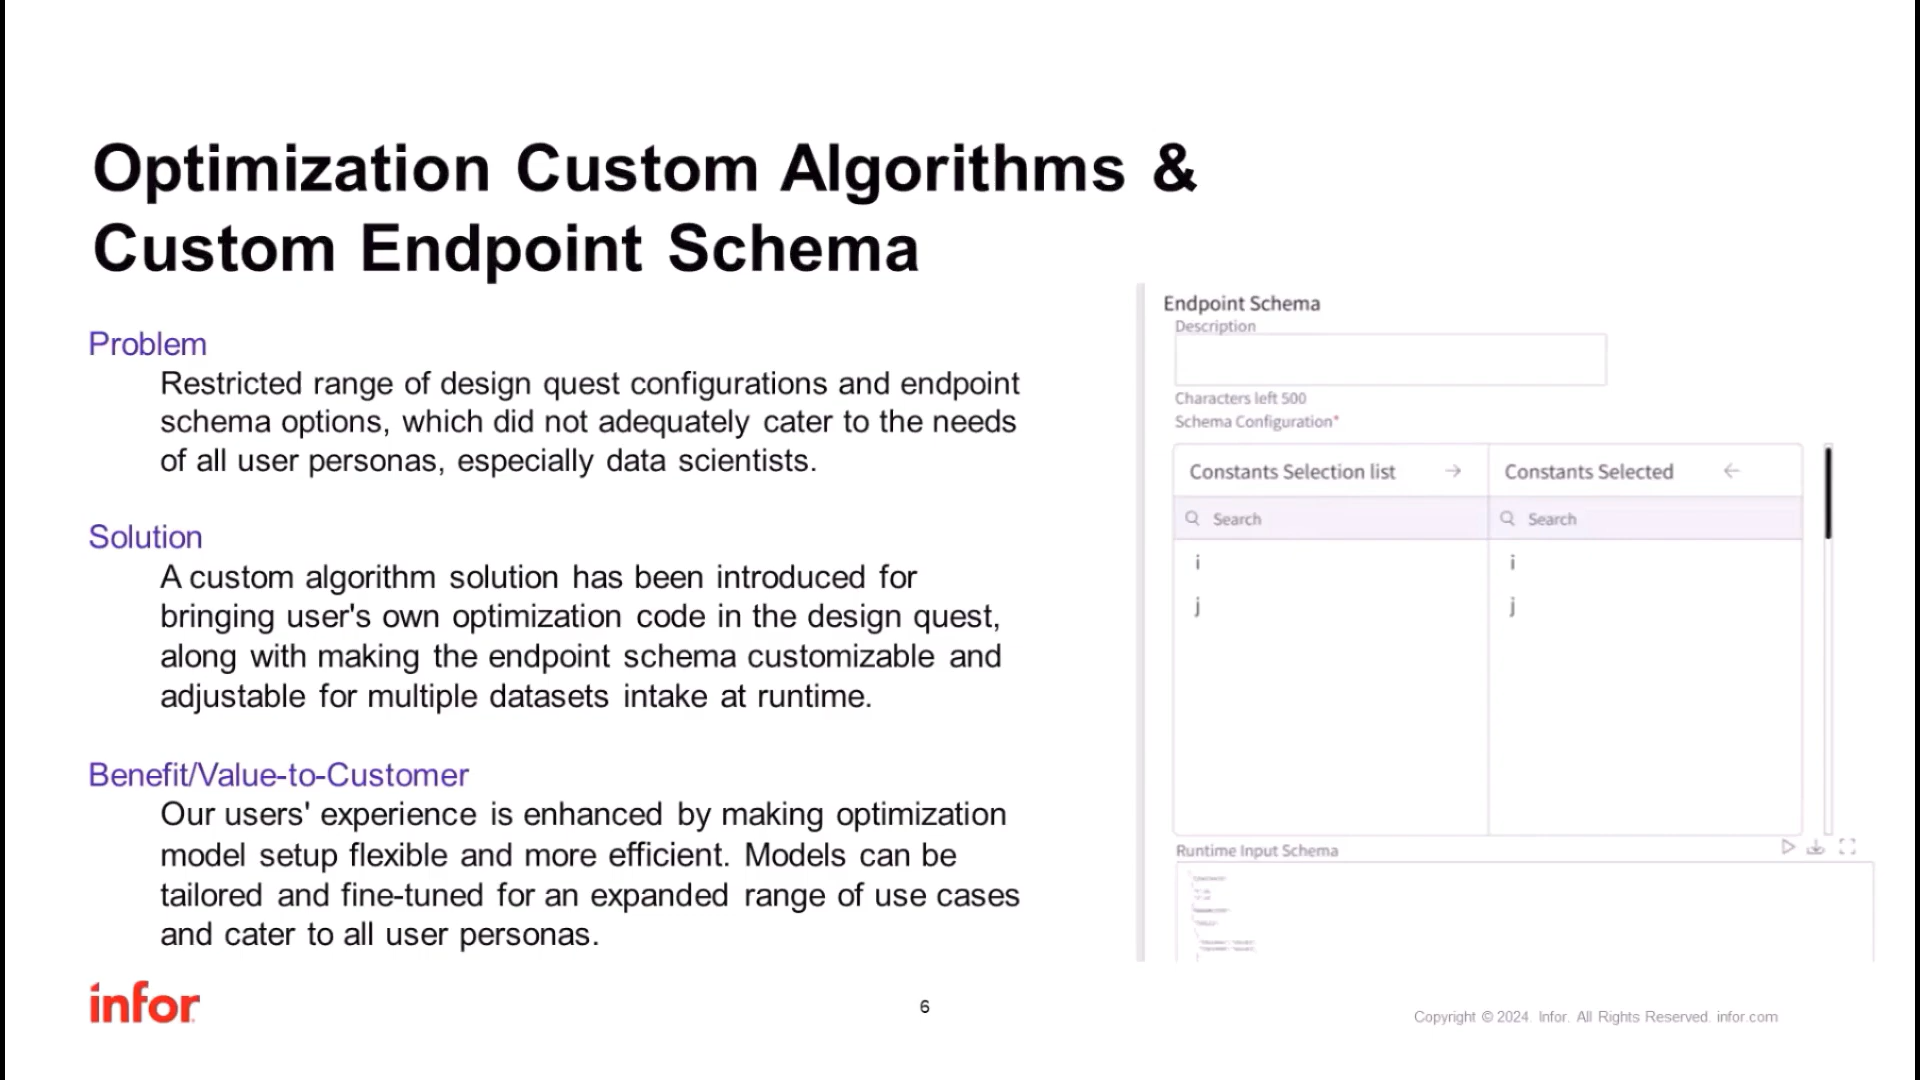 Optimization Custom Algorithms &
Custom Endpoint Schema
Problem
Restricted range of design quest configurations and endpoint
schema options, which did not adequately cater to the needs
of all user personas, especially data scientists.
Solution
A custom algorithm solution has been introduced for
bringing user's own optimization code in the design quest,
along with making the endpoint schema customizable and
adjustable for multiple datasets intake at runtime.
Benefit/Value-to-Customer
Our users' experience is enhanced by making optimization
model setup flexible and more efficient. Models can be
tailored and fine-tuned for an expanded range of use cases
and cater to all user personas.
Endpoint Schema
Description
Characters left 500
Schema Configuration*
Constants Selection list → Constants Selected ←
Search Search
i i
j j
Runtime Input Schema
infor
6
Copyright © 2024. Infor. All Rights Reserved. infor.com